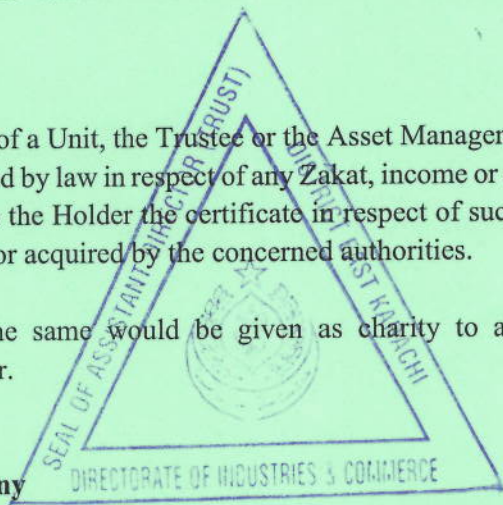 of a Unit, the Trustee or the Asset Manager
d by law in respect of any Zakat, income or
the Holder the certificate in respect of suc
or acquired by the concerned authorities.
ne same would be given as charity to a
r.
ny
SEAL OF ASSISTANT DIRECTOR (TRUST)
DISTRICT EAST KARACHI
DIRECTORATE OF INDUSTRIES & COMMERCE